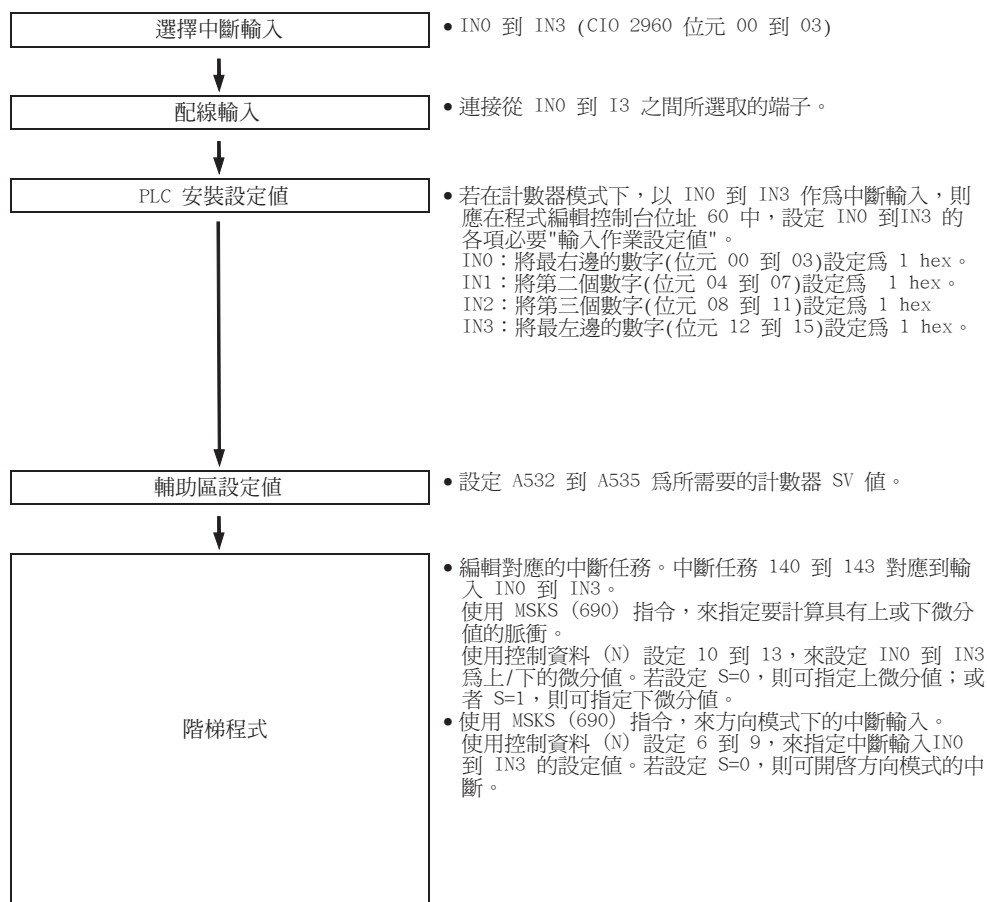 選擇中斷輸入
• IN0 到 IN3 (CIO 2960 位元 00 到 03)
配線輸入
• 連接從 IN0 到 I3 之間所選取的端子。
PLC 安裝設定值
• 若在計數器模式下，以 IN0 到 IN3 作爲中斷輸入，則
應在程式編輯控制台位址 60 中，設定 IN0 到IN3 的
各項必要"輸入作業設定值"。
IN0：將最右邊的數字(位元 00 到 03)設定爲 1 hex。
IN1：將第二個數字(位元 04 到 07)設定爲 1 hex。
IN2：將第三個數字(位元 08 到 11)設定爲 1 hex
IN3：將最左邊的數字(位元 12 到 15)設定爲 1 hex。
輔助區設定值
• 設定 A532 到 A535 爲所需要的計數器 SV 值。
階梯程式
• 編輯對應的中斷任務。中斷任務 140 到 143 對應到輸
入 IN0 到 IN3。
使用 MSKS (690) 指令，來指定要計算具有上或下微分
值的脈衝。
使用控制資料 (N) 設定 10 到 13，來設定 IN0 到 IN3
爲上/下的微分值。若設定 S=0，則可指定上微分值；或
者 S=1，則可指定下微分值。
• 使用 MSKS (690) 指令，來方向模式下的中斷輸入。
使用控制資料 (N) 設定 6 到 9，來指定中斷輸入IN0
到 IN3 的設定值。若設定 S=0，則可開啓方向模式的中
斷。